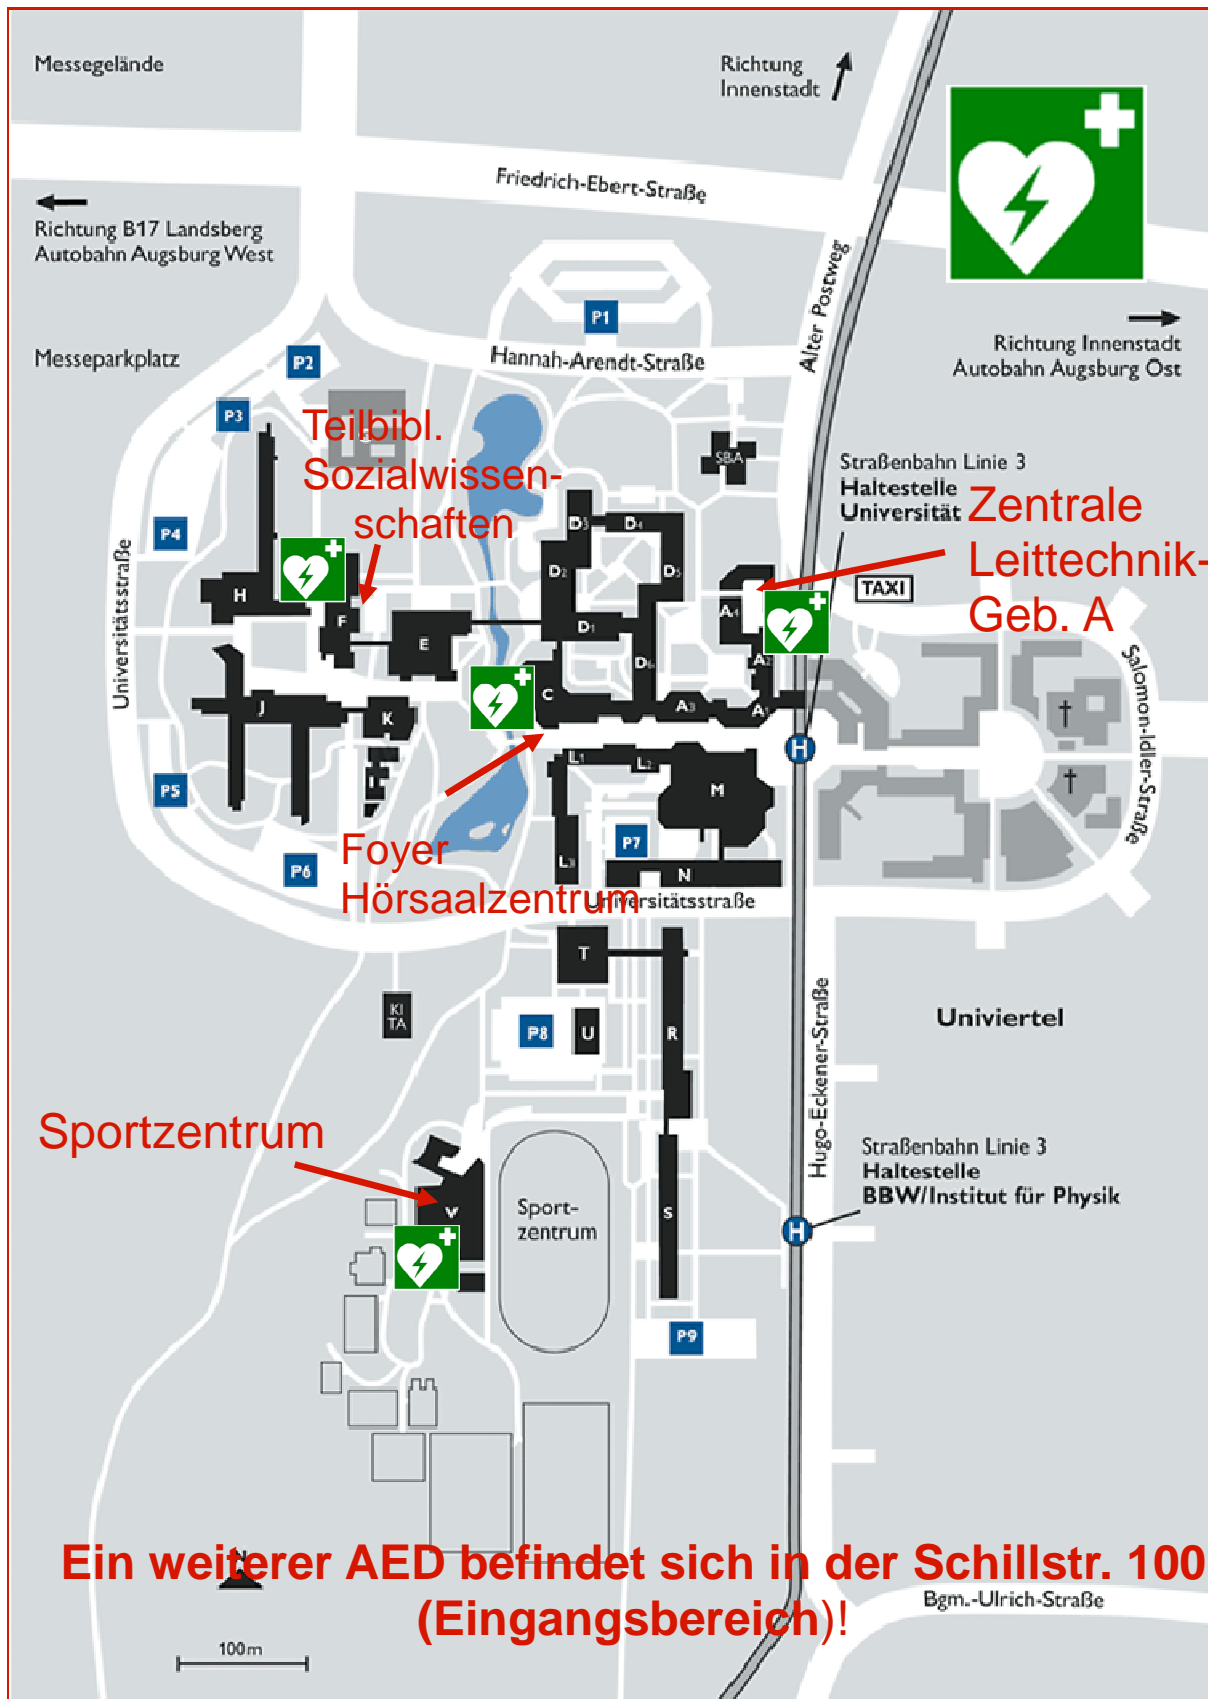 Messegelände
Richtung
Innenstadt
Friedrich-Ebert-Straße
Richtung B17 Landsberg
Autobahn Augsburg West
Alter Postweg
P1
Richtung Innenstadt
Autobahn Augsburg Ost
Messeparkplatz
P2
Hannah-Arendt-Straße
P3
Teilbibl.
Sozialwissen-
schaften
SBA
Straßenbahn Linie 3
Haltestelle
Universität
Zentrale
Leittechnik-
Geb. A
TAXI
P4
Universitätsstraße
D3
D4
D2
D5
H
F
E
D1
D6
A4
A2
C
A3
A1
J
K
Salomon-Idler-Straße
H
L1
L2
M
P5
P7
P6
L3
N
Foyer
Hörsaalzentrum
Universitätsstraße
T
KI
TA
P8
U
R
Univiertel
Hugo-Eckener-Straße
Sportzentrum
Straßenbahn Linie 3
Haltestelle
BBW/Institut für Physik
V
Sport-
zentrum
S
H
P9
Ein weiterer AED befindet sich in der Schillstr. 100
(Eingangsbereich)!
N
Bgm.-Ulrich-Straße
100 m